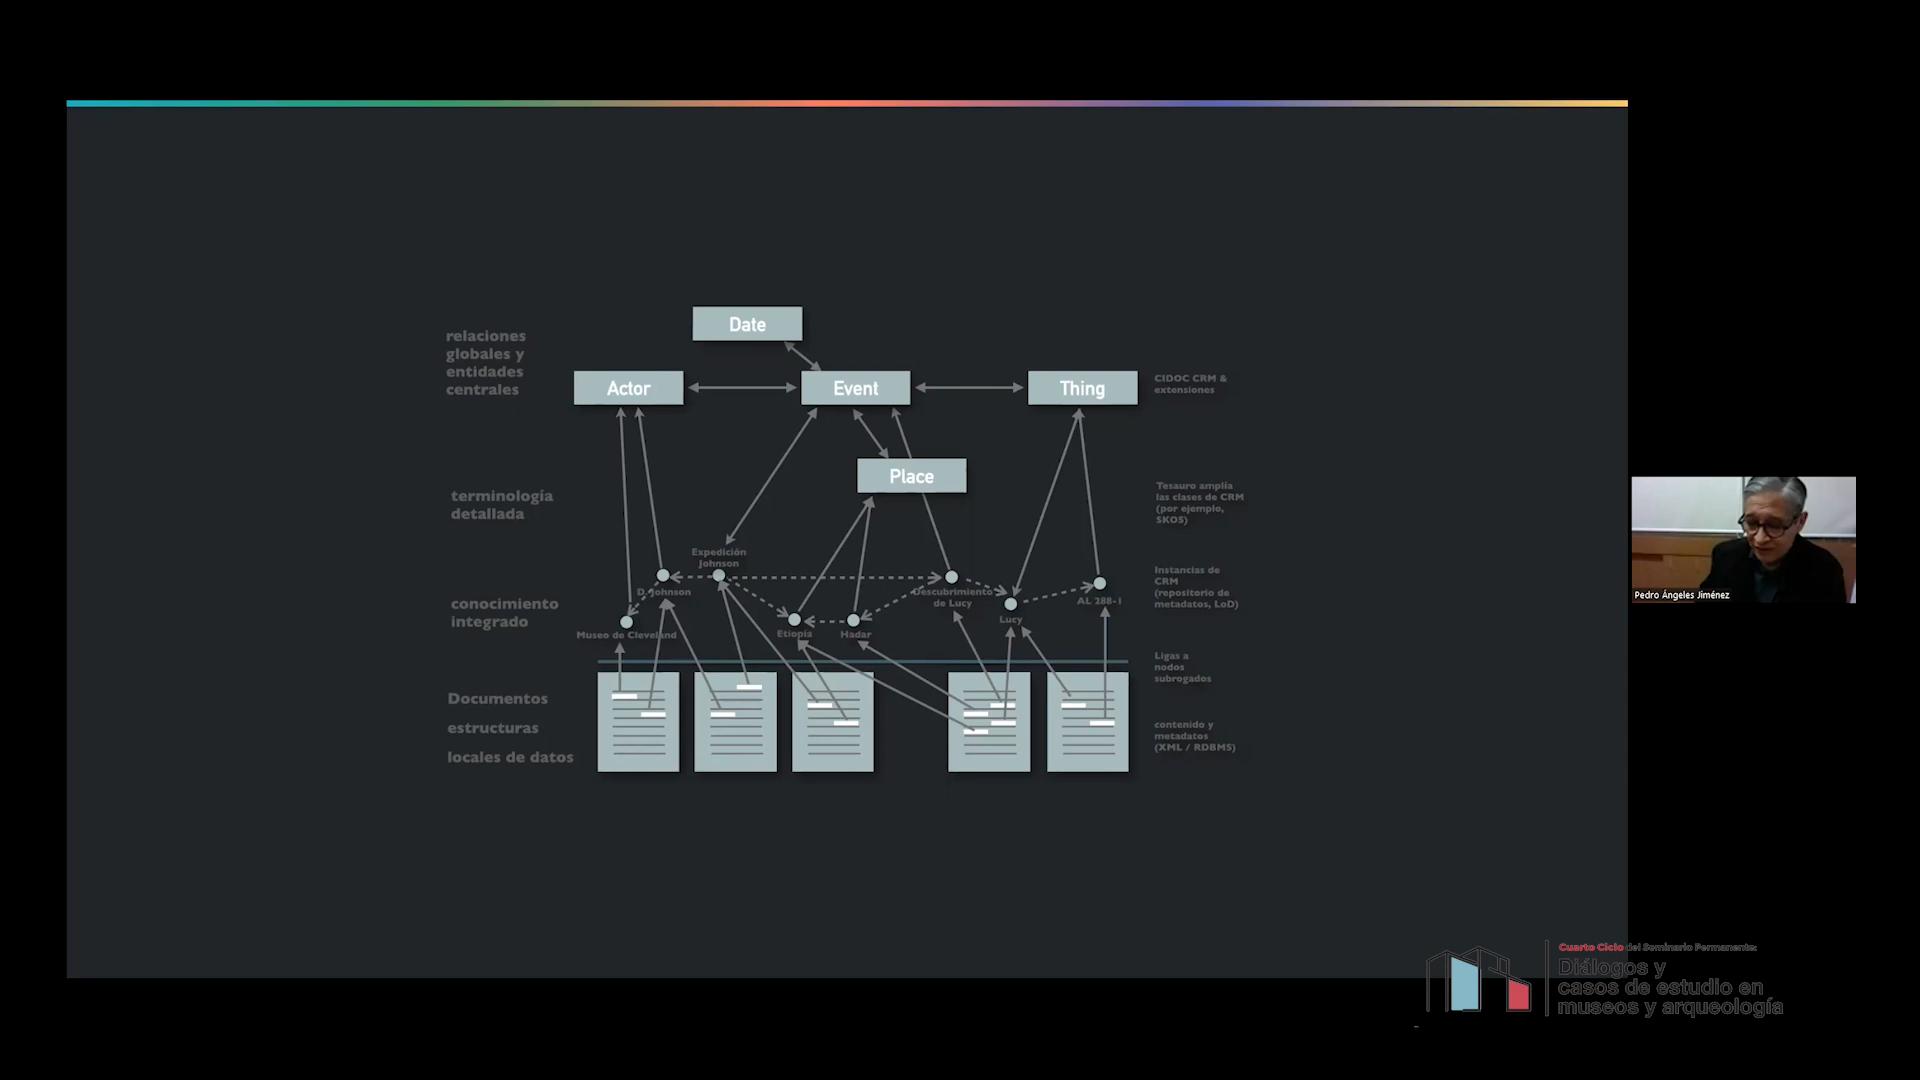 Date
relaciones
globales y
entidades
centrales
Actor
Event
Thing
CIDOC CRM &
extensiones
Place
terminología
detallada
Tesauro amplia
las clases de CRM
(por ejemplo,
SKOS)
Expedición
Johnson
D. Johnson
Descubrimiento
de Lucy
AL 288-1
Instancias de
CRM
(repositorio de
metadatos, LoD)
conocimiento
integrado
Museo de Cleveland
Etiopía
Hadar
Lucy
Ligas a
nodos
subrogados
Documentos
estructuras
locales de datos
contenido y
metadatos
(XML / RDBMS)
Pedro Ángeles Jiménez
Cuarto Ciclo del Seminario Permanente:
Diálogos y
casos de estudio en
museos y arqueología